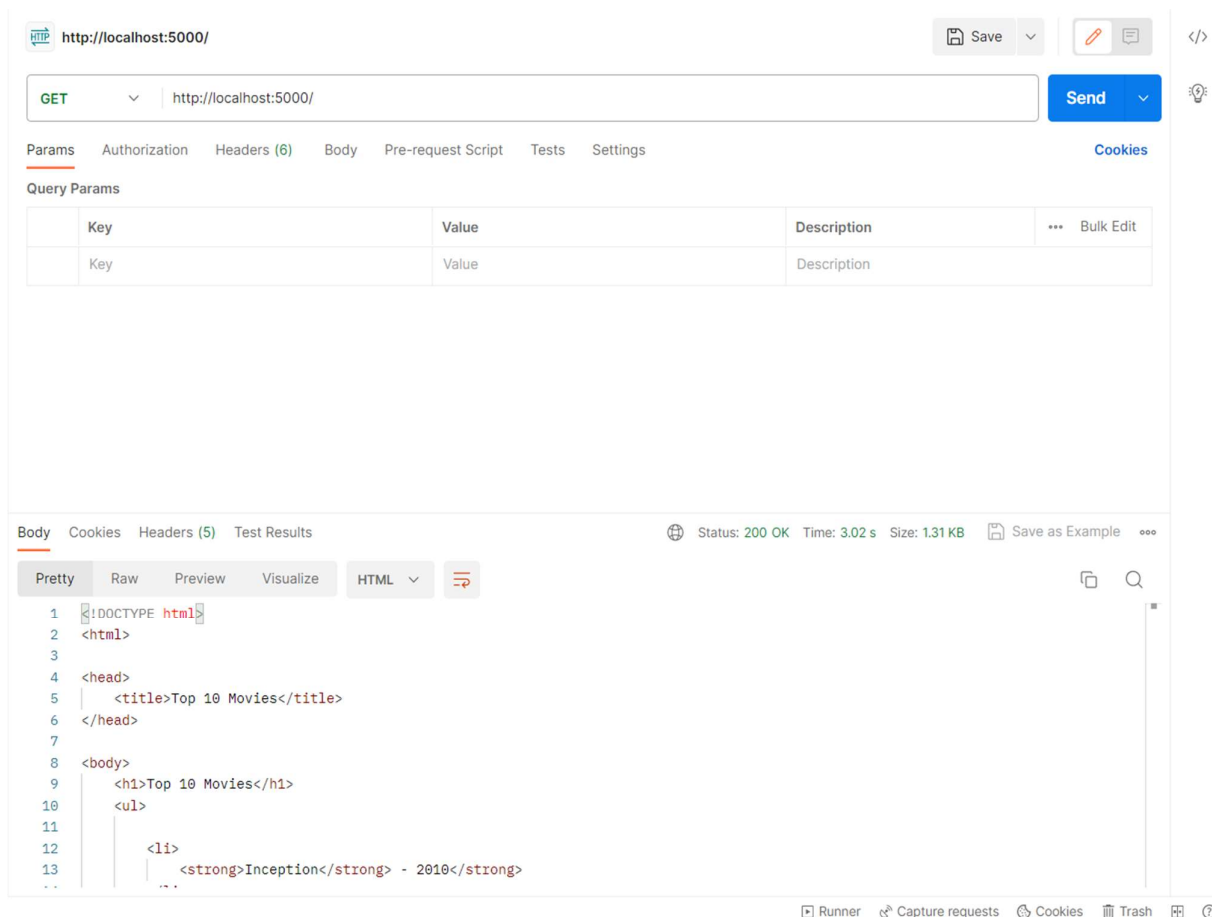 HTTP http://localhost:5000/ Save
GET http://localhost:5000/ Send
Params Authorization Headers (6) Body Pre-request Script Tests Settings Cookies
Query Params
Key Value Description Bulk Edit
Key Value Description
Body Cookies Headers (5) Test Results Status: 200 OK Time: 3.02 s Size: 1.31 KB Save as Example
Pretty Raw Preview Visualize HTML
1 <!DOCTYPE html>
2 <html>
3
4 <head>
5 <title>Top 10 Movies</title>
6 </head>
7
8 <body>
9 <h1>Top 10 Movies</h1>
10 <ul>
11
12 <li>
13 <strong>Inception</strong> - 2010</strong>
Runner Capture requests Cookies Trash